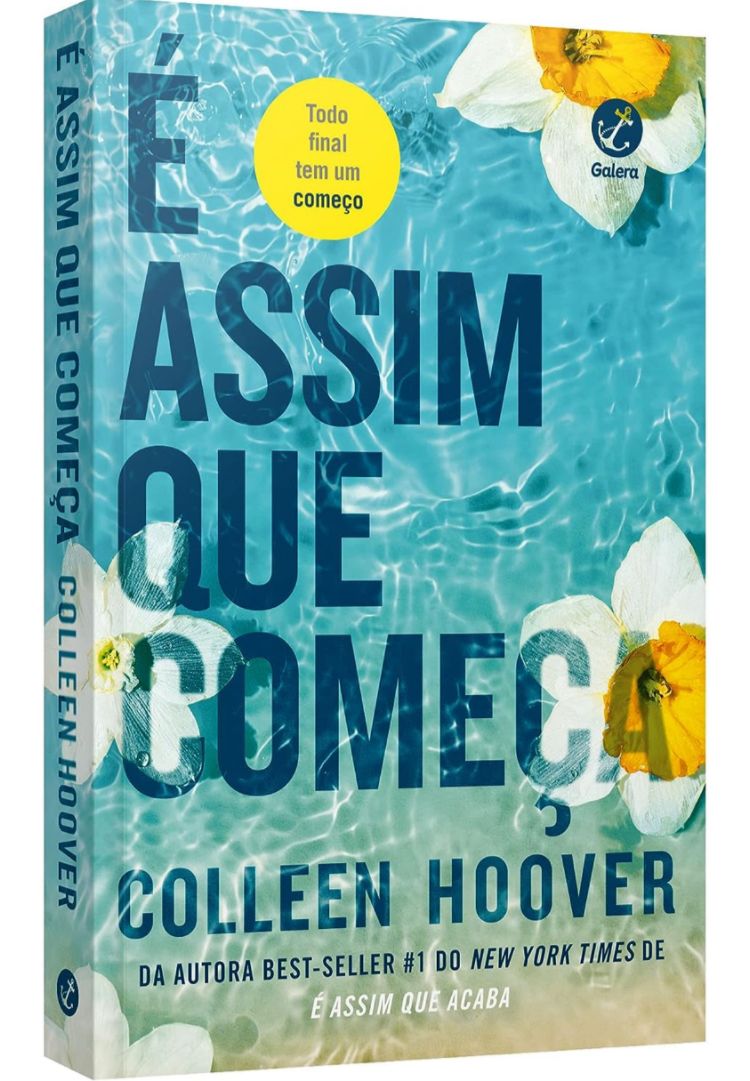 É ASSIM QUE COMEÇA COLLEEN HOOVER
É
Todo
final
tem um
começo
Galera
ASSIM
QUE
COMEÇA
COLLEEN HOOVER
DA AUTORA BEST-SELLER #1 DO NEW YORK TIMES DE
É ASSIM QUE ACABA